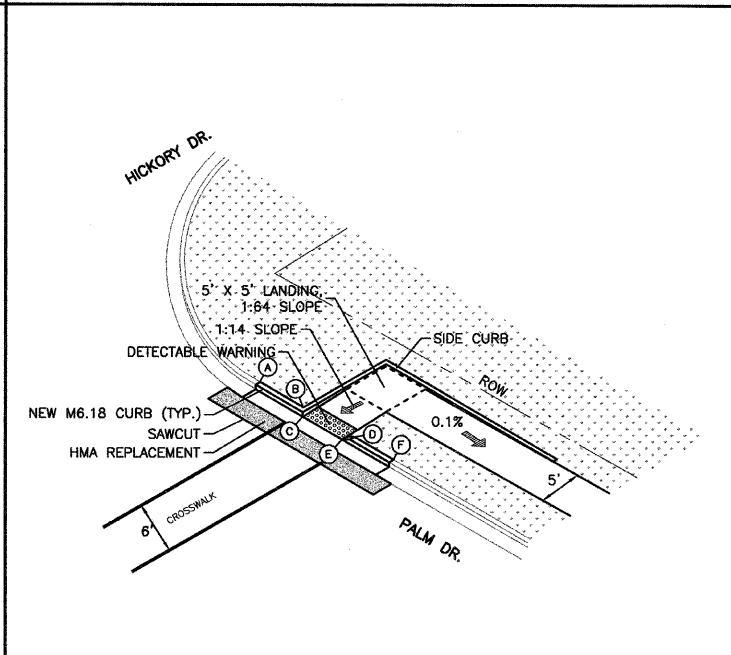 HICKORY DR.
5' X 5' LANDING,
1:64 SLOPE
1:14 SLOPE
DETECTABLE WARNING
SIDE CURB
ROW
A
B
NEW M6.18 CURB (TYP.)
SAWCUT
HMA REPLACEMENT
C
D
E
F
0.1%
5'
6'
CROSSWALK
PALM DR.